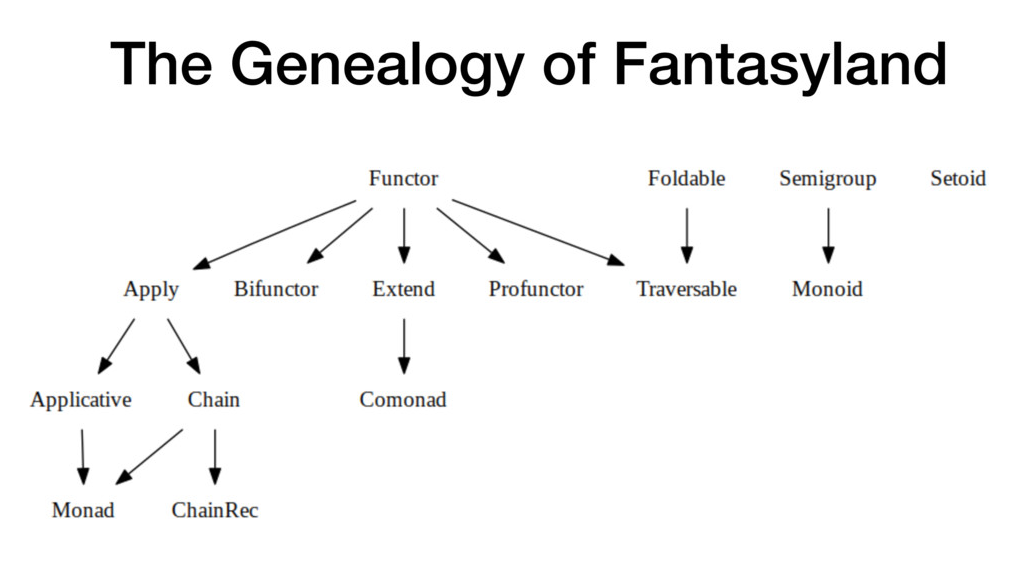 The Genealogy of Fantasyland
Functor Foldable Semigroup Setoid
Apply Bifunctor Extend Profunctor Traversable Monoid
Applicative Chain Comonad
Monad ChainRec